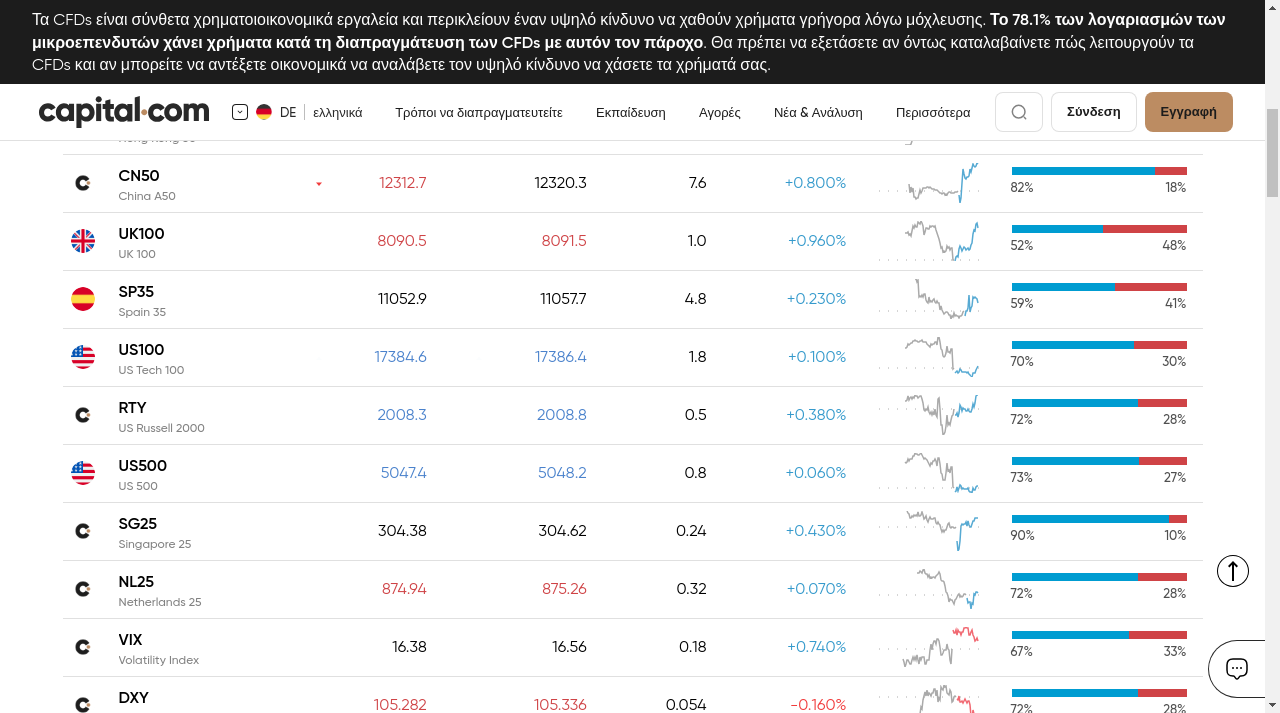 Τα CFDs είναι σύνθετα χρηματοοικονομικά εργαλεία και περικλείουν έναν υψηλό κίνδυνο να χαθούν χρήματα γρήγορα λόγω μόχλευσης. Το 78.1% των λογαριασμών των
μικροεπενδυτών χάνει χρήματα κατά τη διαπραγμάτευση των CFDs με αυτόν τον πάροχο. Θα πρέπει να εξετάσετε αν όντως καταλαβαίνετε πώς λειτουργούν τα
CFDs και αν μπορείτε να αντέξετε οικονομικά να αναλάβετε τον υψηλό κίνδυνο να χάσετε τα χρήματά σας.
capital.com DE ελληνικά Τρόποι να διαπραγματευτείτε Εκπαίδευση Αγορές Νέα & Ανάλυση Περισσότερα Σύνδεση Εγγραφή
CN50 12312.7 12320.3 7.6 +0.800%
China A50 82% 18%
UK100 8090.5 8091.5 1.0 +0.960%
UK 100 52% 48%
SP35 11052.9 11057.7 4.8 +0.230%
Spain 35 59% 41%
US100 17384.6 17386.4 1.8 +0.100%
US Tech 100 70% 30%
RTY 2008.3 2008.8 0.5 +0.380%
US Russell 2000 72% 28%
US500 5047.4 5048.2 0.8 +0.060%
US 500 73% 27%
SG25 304.38 304.62 0.24 +0.430%
Singapore 25 90% 10%
NL25 874.94 875.26 0.32 +0.070%
Netherlands 25 72% 28%
VIX 16.38 16.56 0.18 +0.740%
Volatility Index 67% 33%
DXY 105.282 105.336 0.054 -0.160%
72% 28%